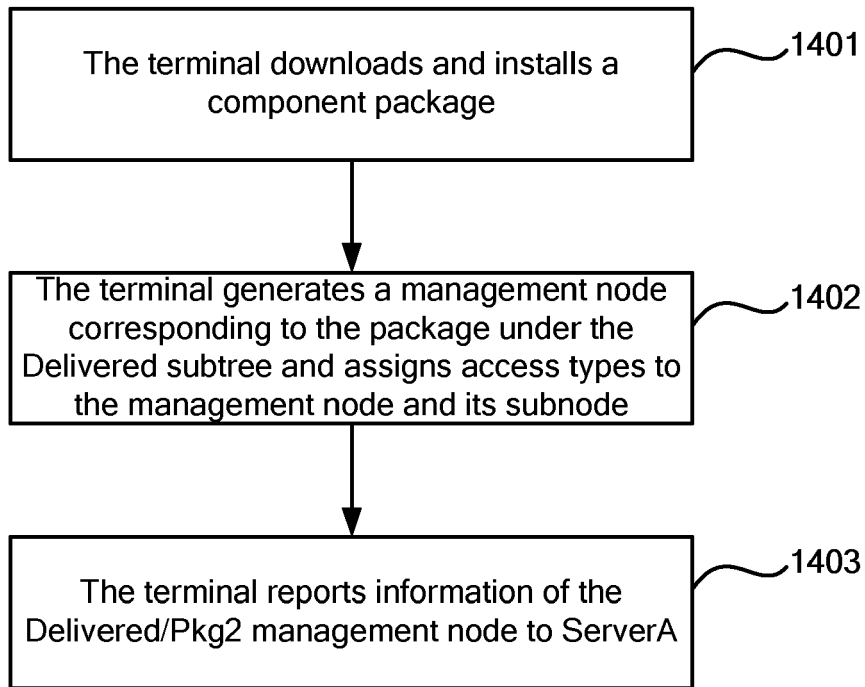 The terminal downloads and installs a
component package
1401
The terminal generates a management node
corresponding to the package under the
Delivered subtree and assigns access types to
the management node and its subnode
1402
The terminal reports information of the
Delivered/Pkg2 management node to ServerA
1403